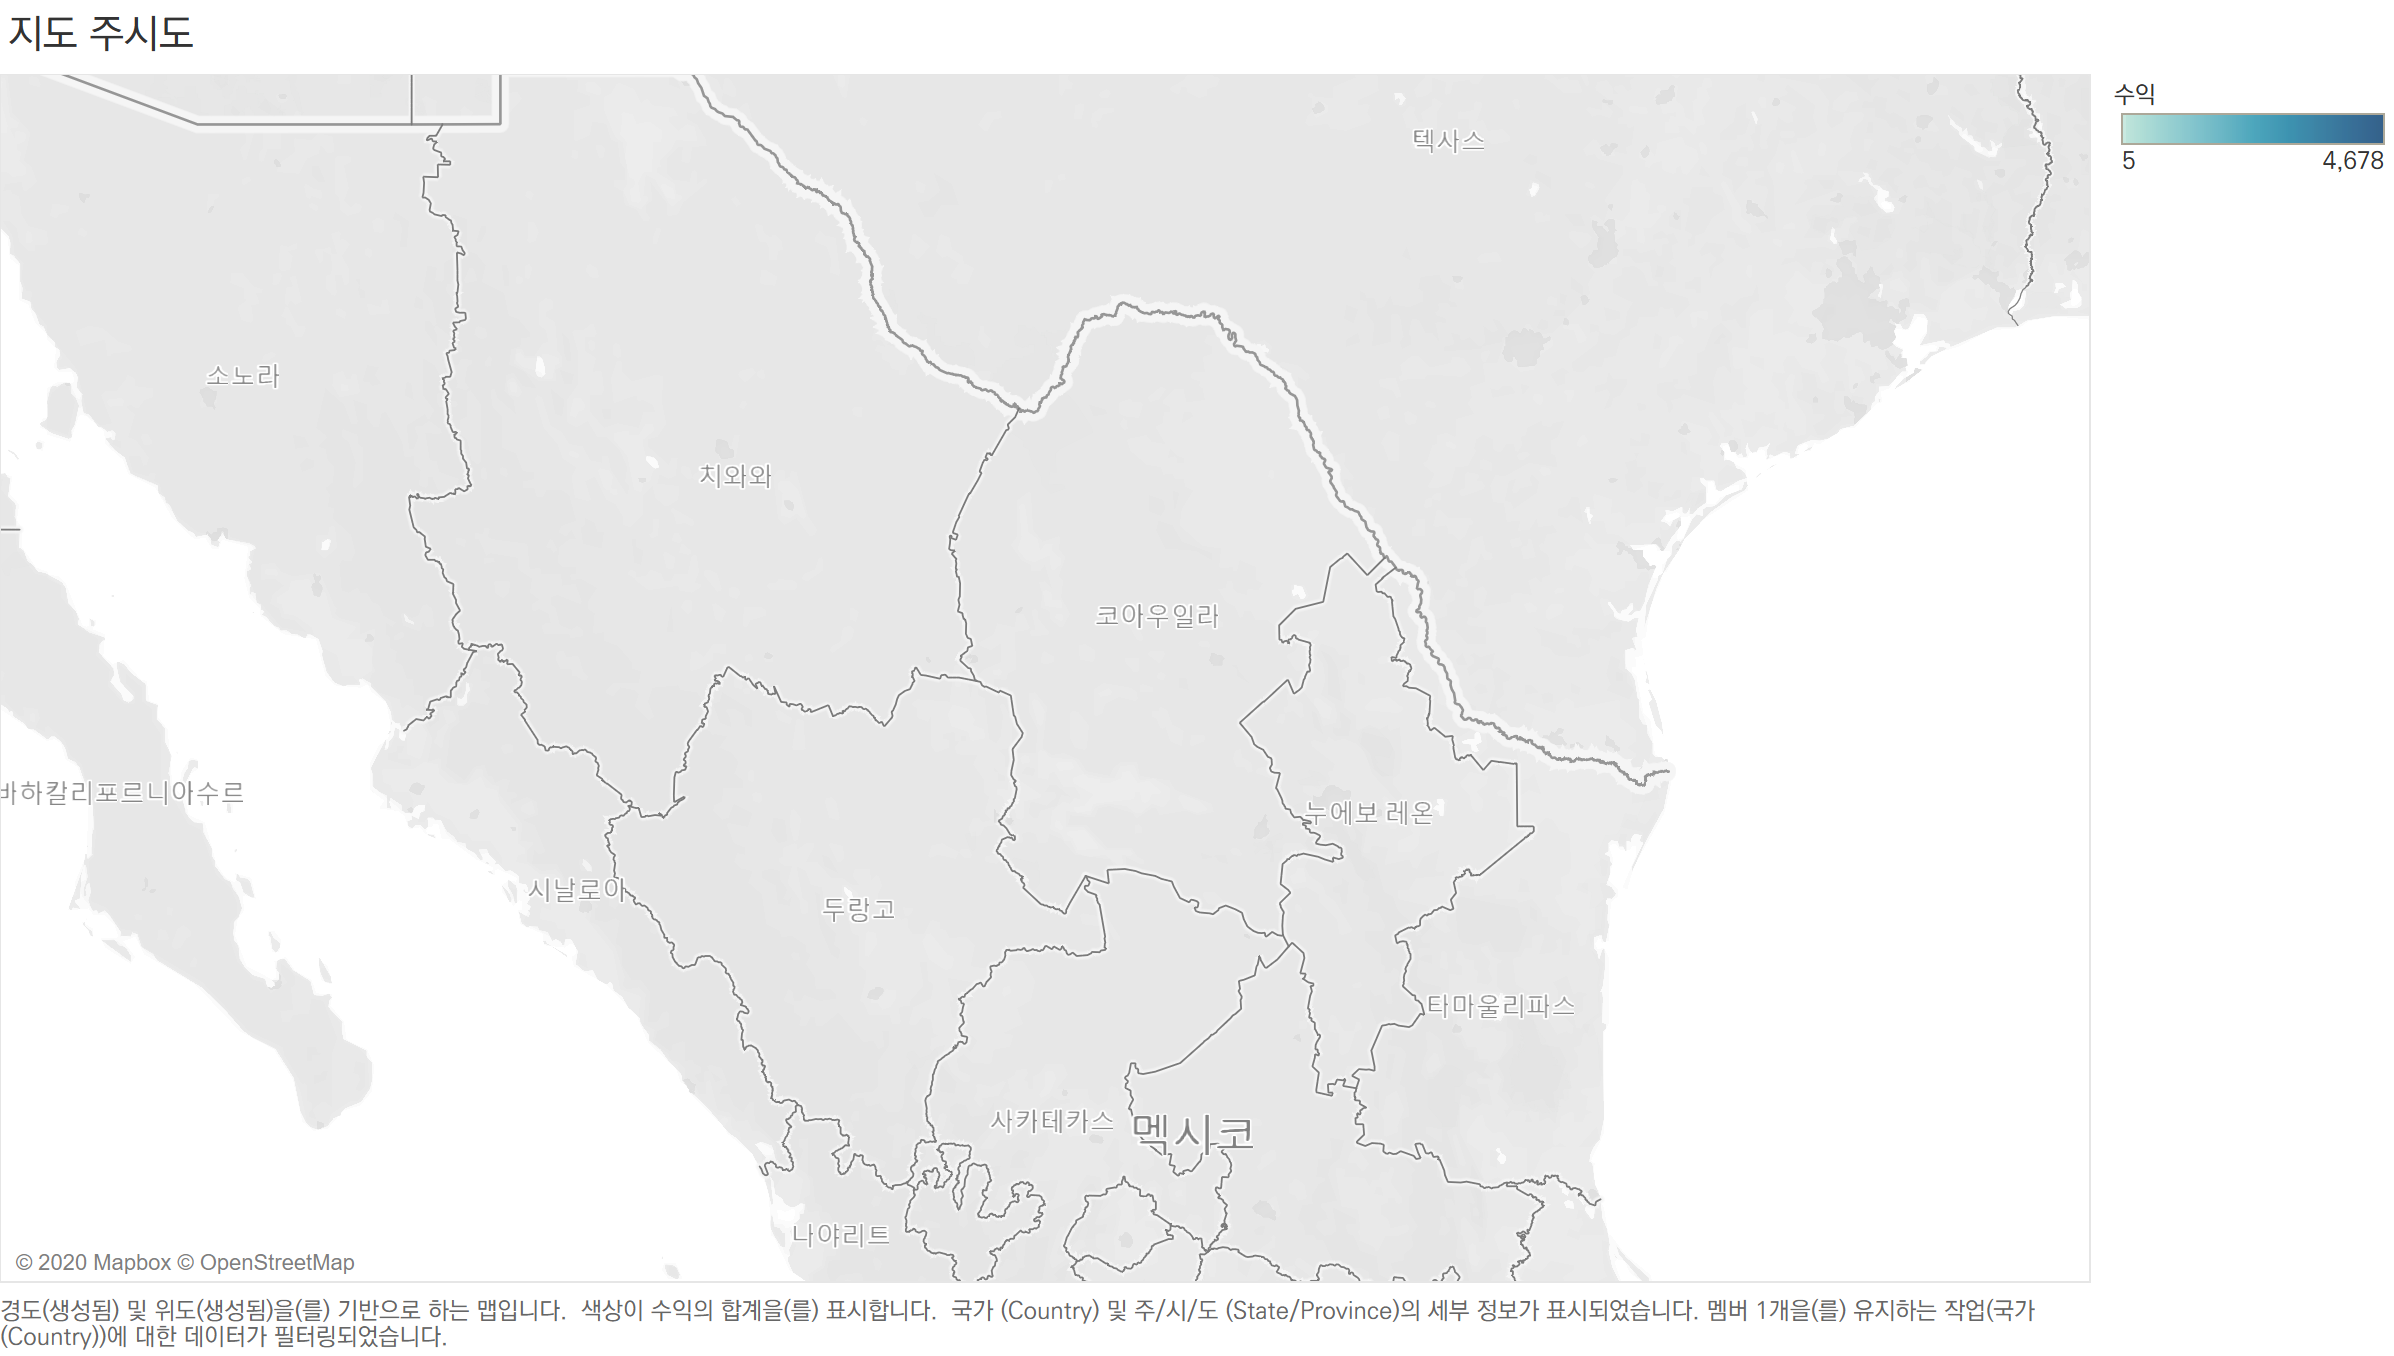 지도 주시도
수익
5 4,678
텍사스
소노라
치와와
코아우일라
바하칼리포르니아수르
누에보 레온
시날로아
두랑고
타마울리파스
사카테카스
멕시코
나야리트
© 2020 Mapbox © OpenStreetMap
경도(생성됨) 및 위도(생성됨)을(를) 기반으로 하는 맵입니다. 색상이 수익의 합계을(를) 표시합니다. 국가 (Country) 및 주/시/도 (State/Province)의 세부 정보가 표시되었습니다. 멤버 1개을(를) 유지하는 작업(국가
(Country))에 대한 데이터가 필터링되었습니다.